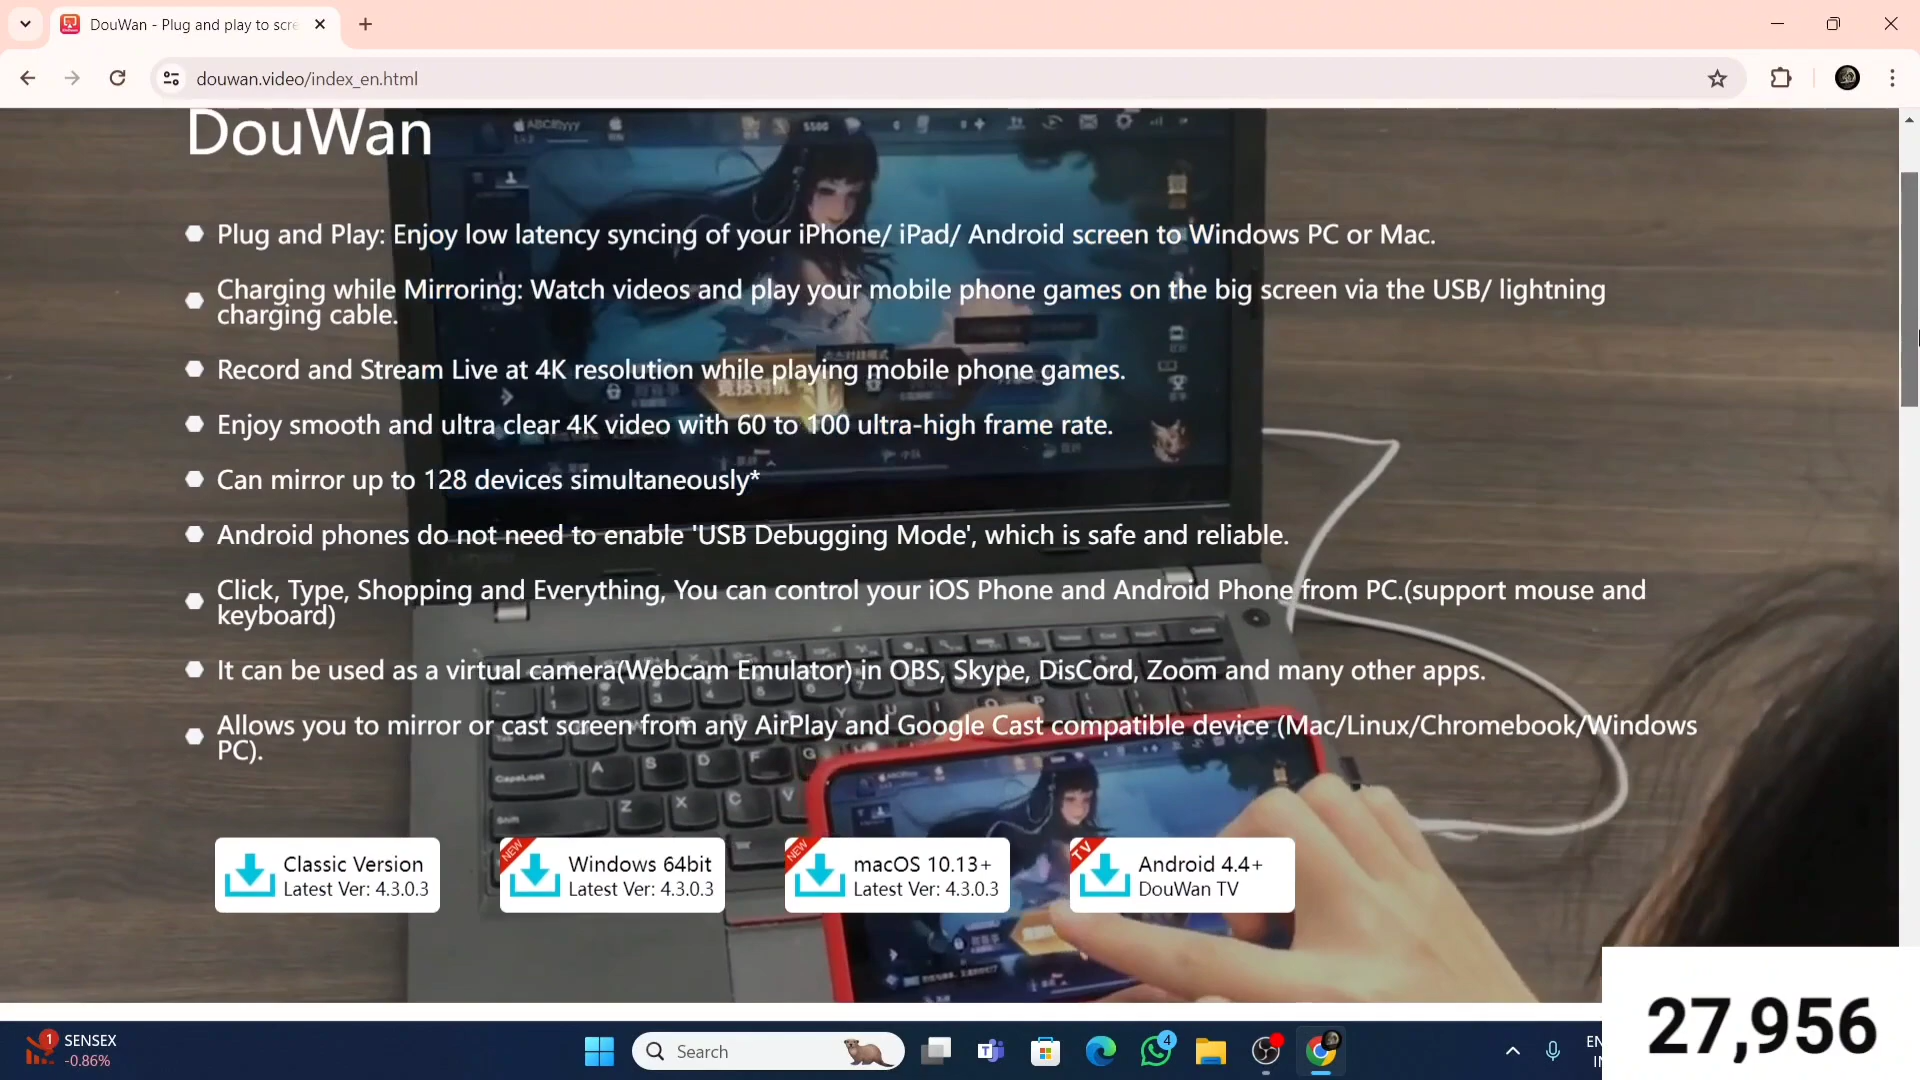 DouWan - Plug and play to scre
douwan.video/index_en.html
DouWan
Plug and Play: Enjoy low latency syncing of your iPhone/ iPad/ Android screen to Windows PC or Mac.
Charging while Mirroring: Watch videos and play your mobile phone games on the big screen via the USB/ lightning
charging cable.
Record and Stream Live at 4K resolution while playing mobile phone games.
Enjoy smooth and ultra clear 4K video with 60 to 100 ultra-high frame rate.
Can mirror up to 128 devices simultaneously*
Android phones do not need to enable 'USB Debugging Mode', which is safe and reliable.
Click, Type, Shopping and Everything, You can control your iOS Phone and Android Phone from PC.(support mouse and
keyboard)
It can be used as a virtual camera(Webcam Emulator) in OBS, Skype, DisCord, Zoom and many other apps.
Allows you to mirror or cast screen from any AirPlay and Google Cast compatible device (Mac/Linux/Chromebook/Windows
PC).
Classic Version
Latest Ver: 4.3.0.3
NEW
Windows 64bit
Latest Ver: 4.3.0.3
NEW
macOS 10.13+
Latest Ver: 4.3.0.3
TV
Android 4.4+
DouWan TV
1
SENSEX
-0.86%
Search
4
EN
IN
27,956